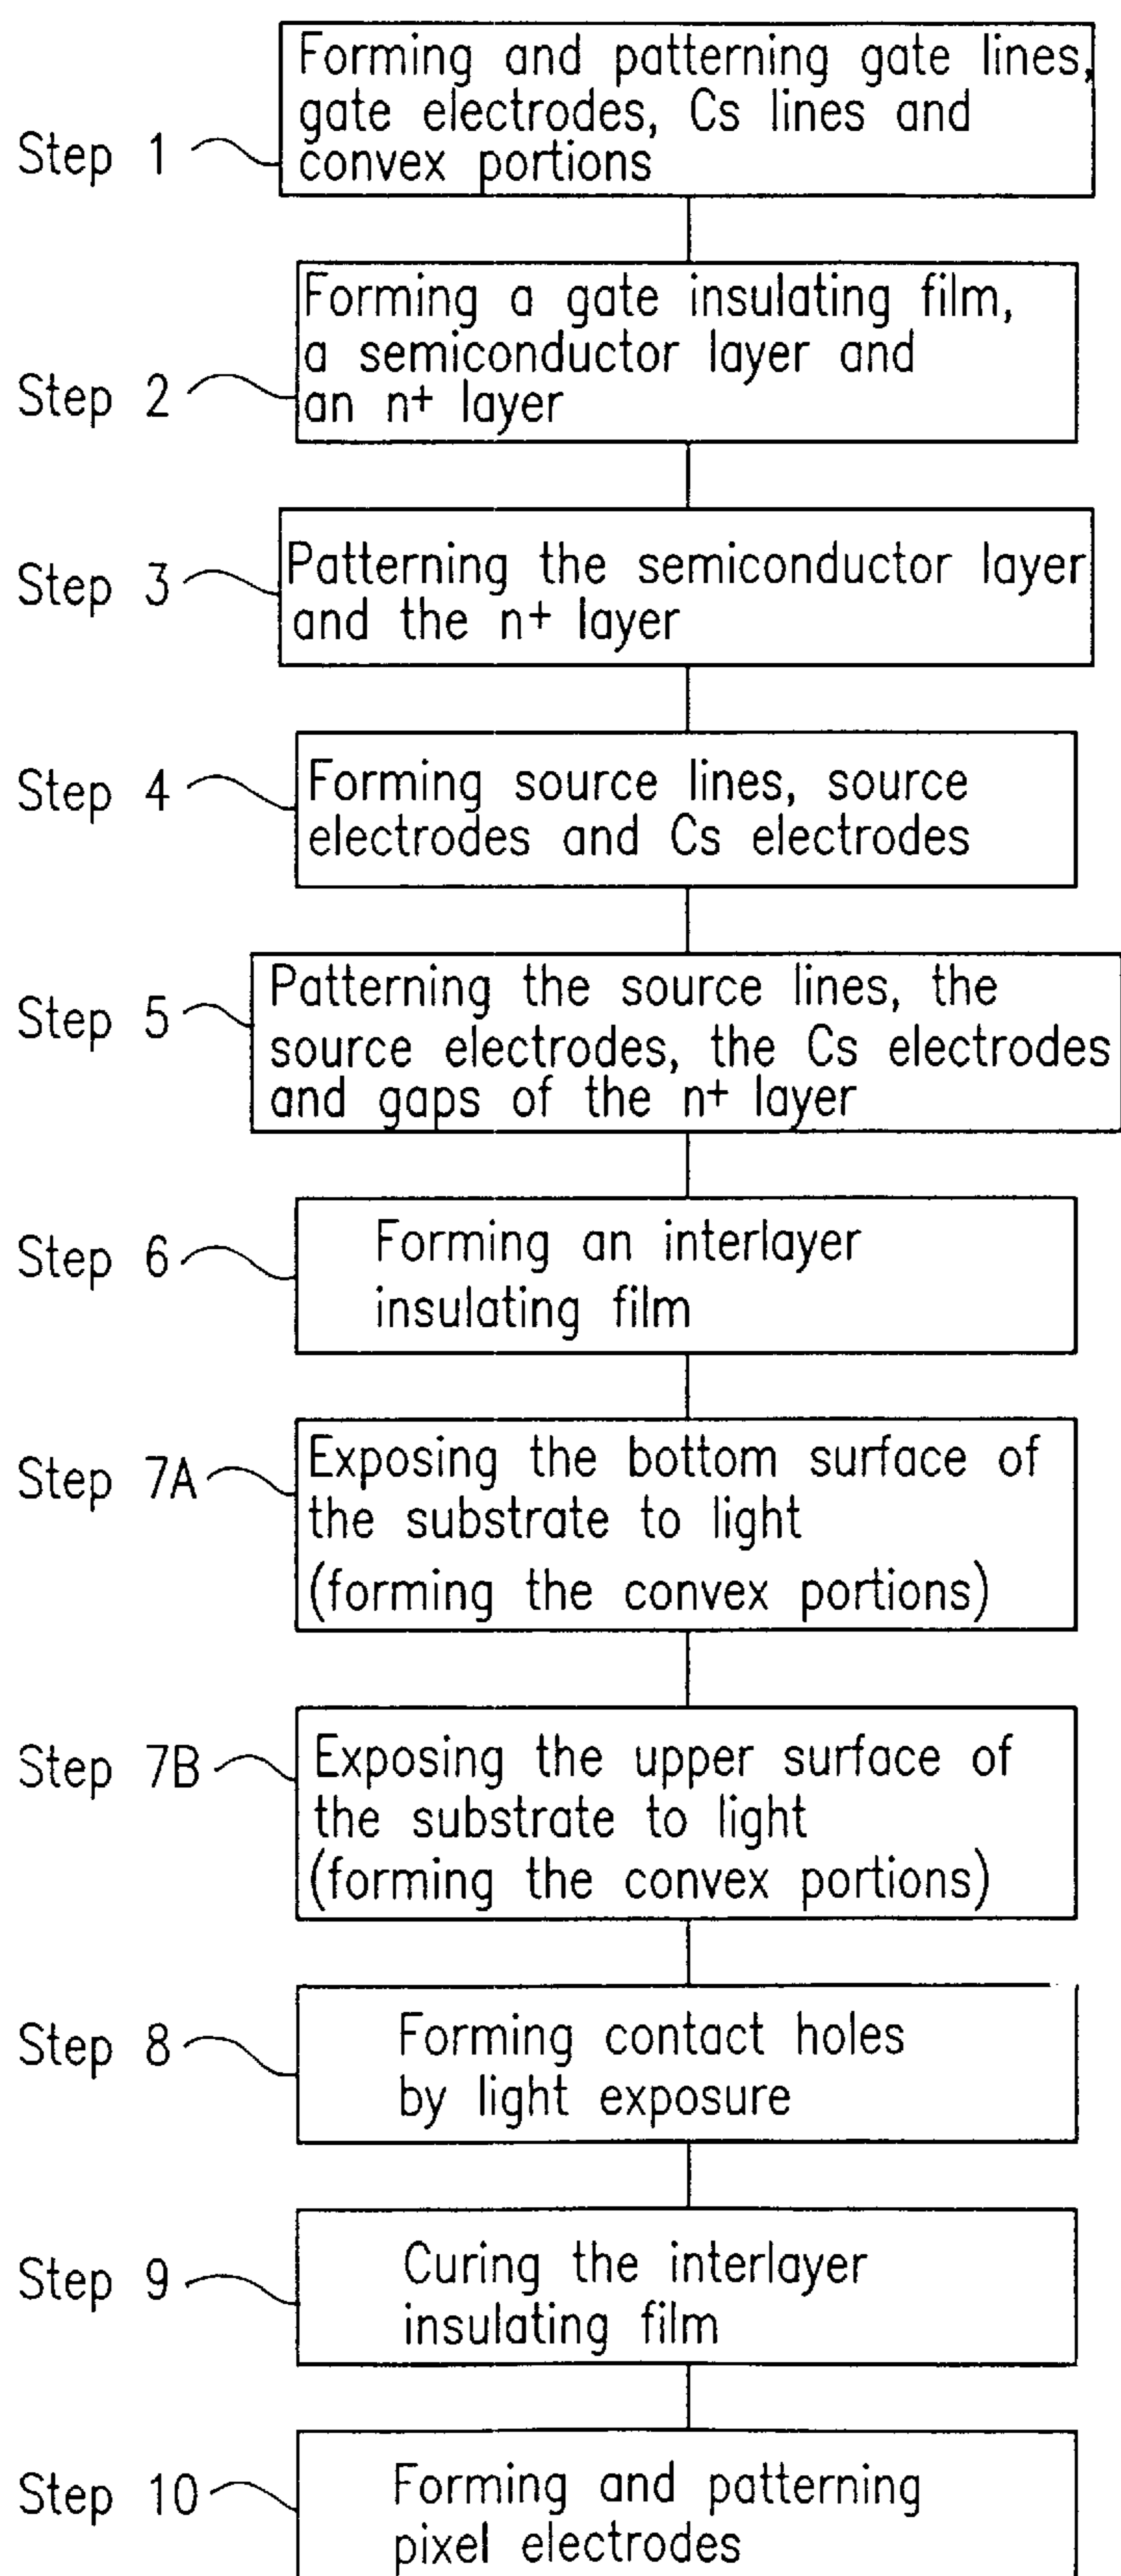 Forming and patterning gate lines,
gate electrodes, Cs lines and
Step 1
convex portions
Forming a gate insulating film,
a semiconductor layer and
Step 2
an n+ layer
Patterning the semiconductor layer
Step 3
and the n+ layer
Forming source lines, source
Step 4
electrodes and Cs electrodes
Patterning the source lines, the
Step 5
source electrodes, the Cs electrodes
and gaps of the n+ layer
Forming an interlayer
Step 6
insulating film
Exposing the bottom surface of
Step 7A
the substrate to light
(forming the convex portions)
Exposing the upper surface of
Step 7B
the substrate to light
(forming the convex portions)
Forming contact holes
Step 8
by light exposure
Curing the interlayer
Step 9
insulating film
Forming and patterning
Step 10
pixel electrodes